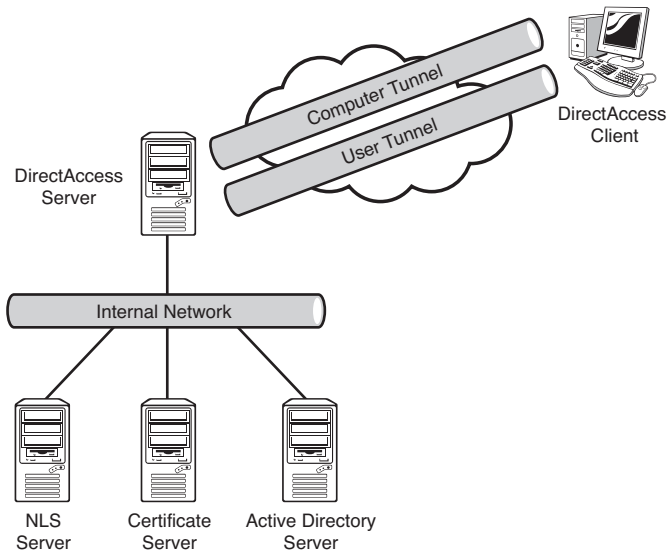 Computer Tunnel
User Tunnel
DirectAccess
Client
DirectAccess
Server
Internal Network
NLS
Server
Certificate
Server
Active Directory
Server